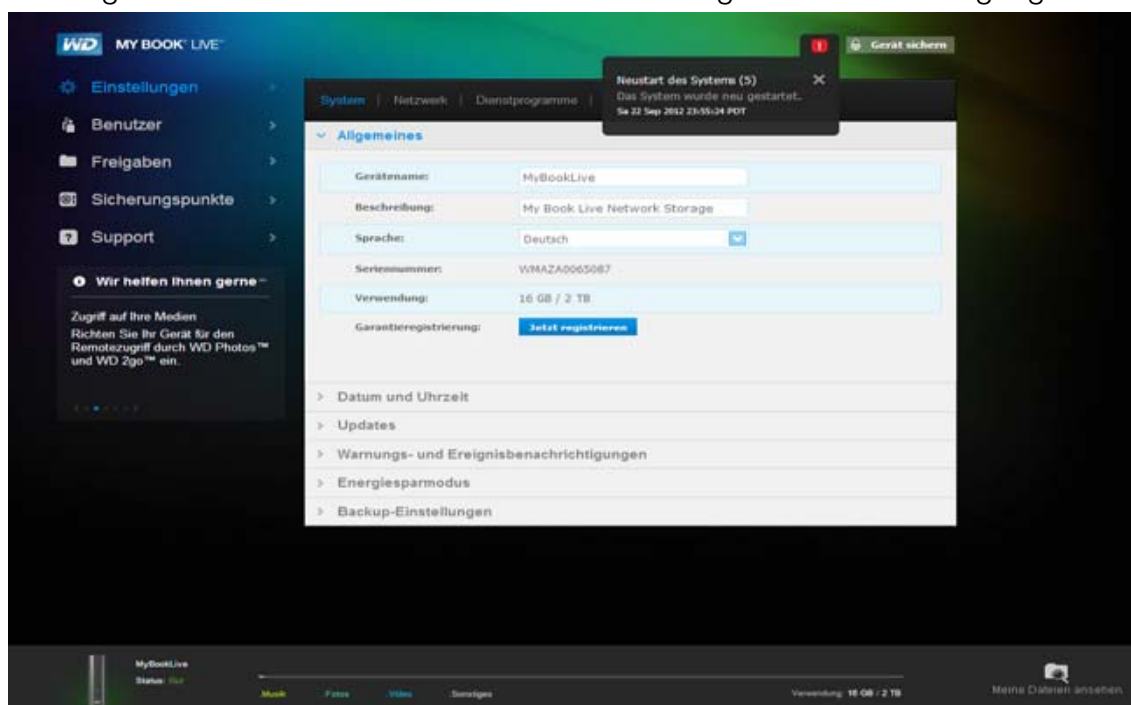 WD MY BOOK® LIVE™
Gerät sichern
Einstellungen
Benutzer
Freigaben
Sicherungspunkte
Support
Wir helfen Ihnen gerne
Zugriff auf Ihre Medien
Richten Sie Ihr Gerät für den
Remotezugriff durch WD Photos™
und WD 2go™ ein.
System | Netzwerk | Dienstprogramme |
Neustart des Systems (5)
Das System wurde neu gestartet.
Sa 22 Sep 2012 23:55:24 PDT
Allgemeines
Gerätename: MyBookLive
Beschreibung: My Book Live Network Storage
Sprache: Deutsch
Seriennummer: WMAZA0065087
Verwendung: 16 GB / 2 TB
Garantieregistrierung: Jetzt registrieren
Datum und Uhrzeit
Updates
Warnungs- und Ereignisbenachrichtigungen
Energiesparmodus
Backup-Einstellungen
MyBookLive
Status: Gut
Musik Fotos Video Sonstiges
Verwendung: 16 GB / 2 TB
Meine Dateien ansehen